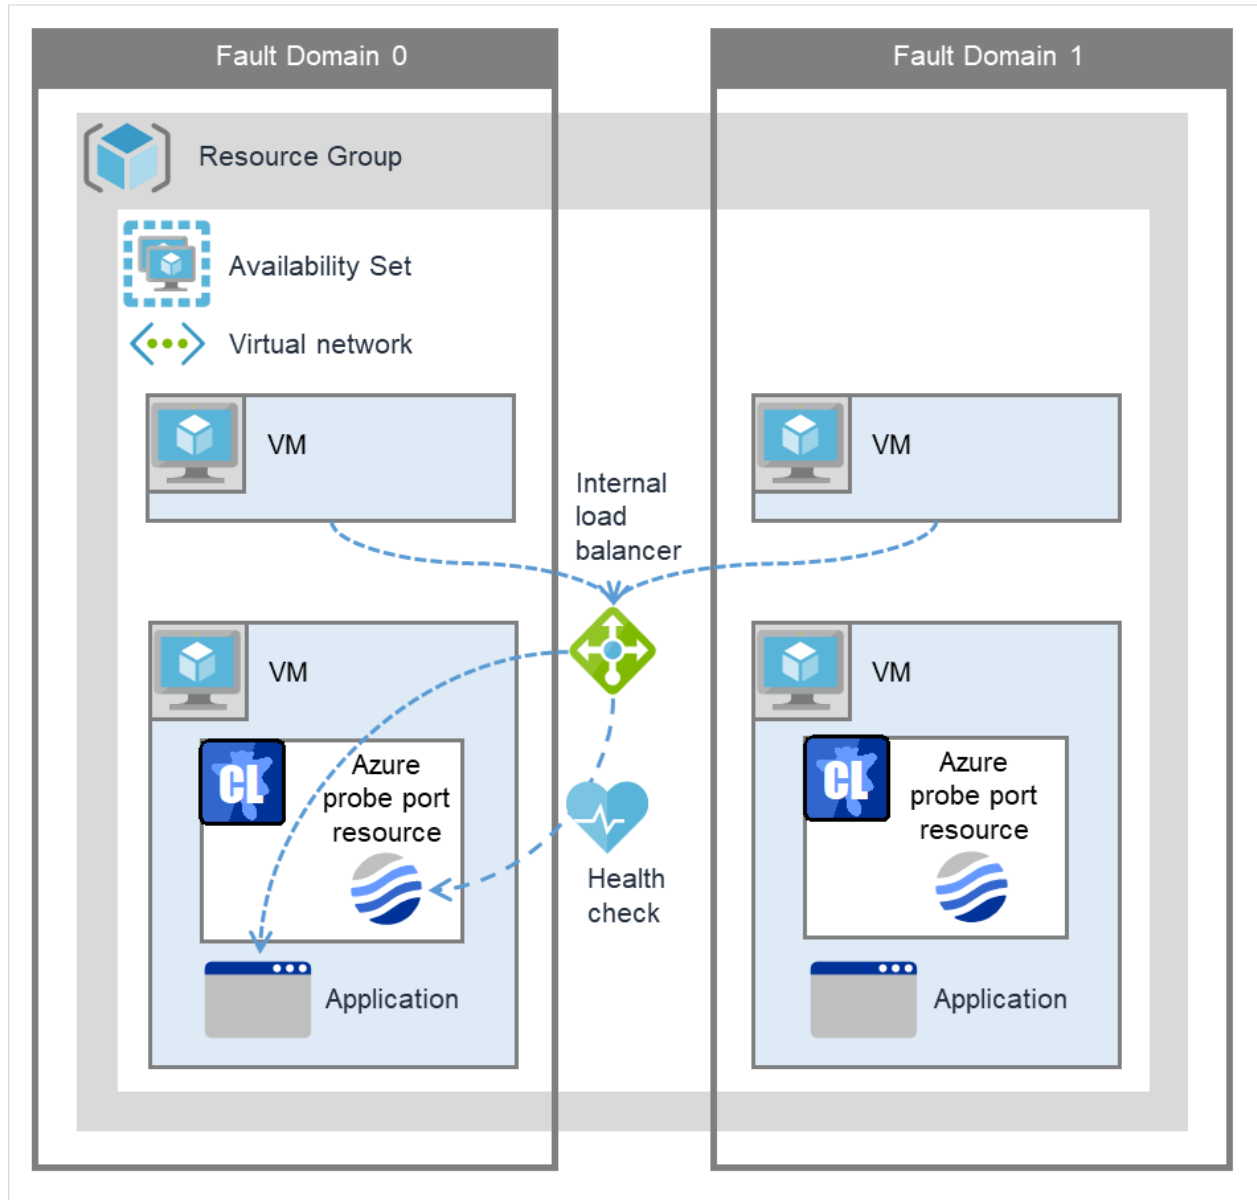 Fault Domain 0
Fault Domain 1
Resource Group
Availability Set
Virtual network
VM
VM
Internal
load
balancer
VM
VM
CL
Azure
probe port
resource
CL
Azure
probe port
resource
Health
check
Application
Application